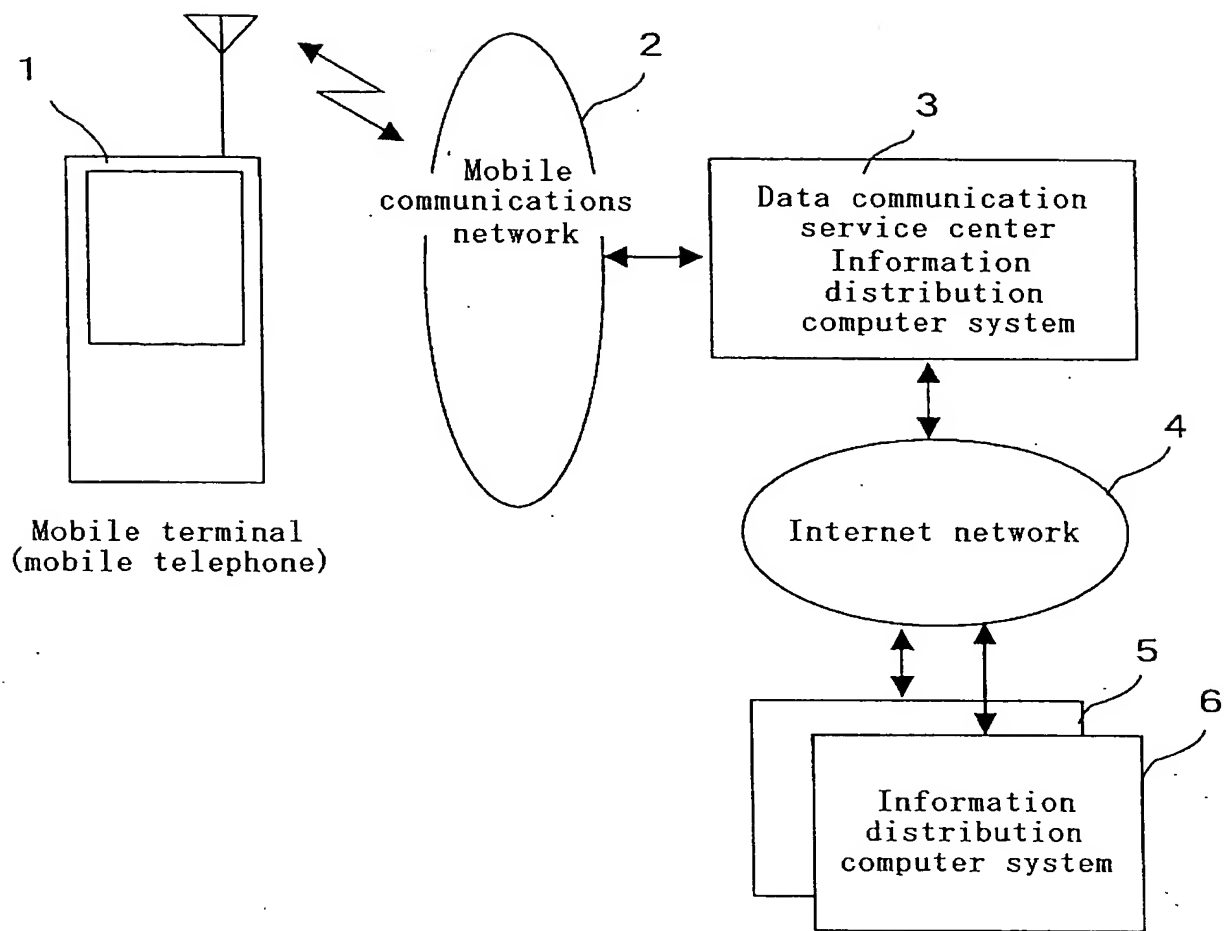 1
2
3
Mobile
communications
network
Data communication
service center
Information
distribution
computer system
4
Internet network
Mobile terminal
(mobile telephone)
5
6
Information
distribution
computer system